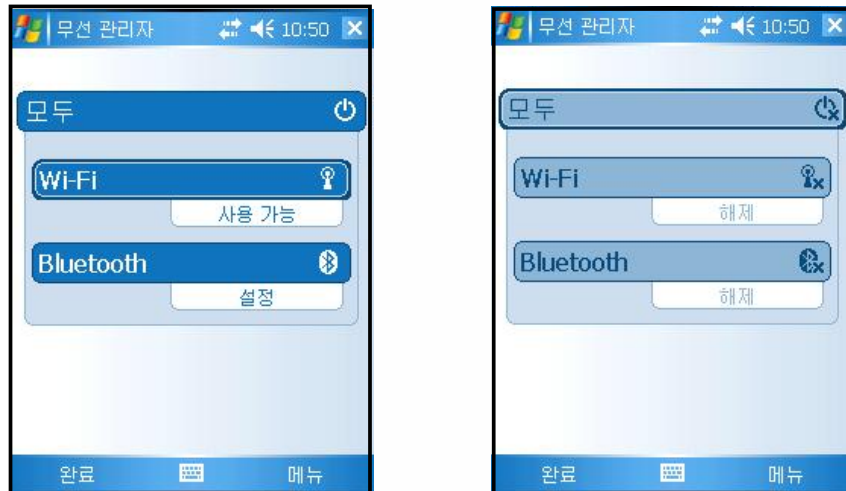 무선 관리자 10:50
모두
Wi-Fi
사용 가능
Bluetooth
설정
완료 메뉴
무선 관리자 10:50
모두
Wi-Fi
해제
Bluetooth
해제
완료 메뉴